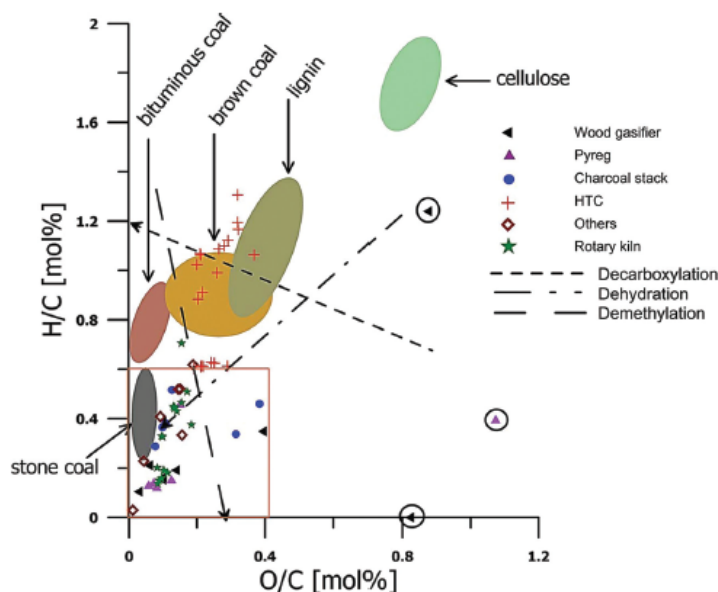 bituminous coal
brown coal
lignin
cellulose
stone coal
H/C [mol%]
2
1.6
1.2
0.8
0.4
0
0
0.4
0.8
1.2
O/C [mol%]
Wood gasifier
Pyreg
Charcoal stack
HTC
Others
Rotary kiln
Decarboxylation
Dehydration
Demethylation